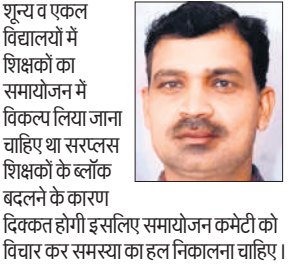 शून्य व एकल
विद्यालयों में
शिक्षकों का
समायोजन में
विकल्प लिया जाना
चाहिए था सरप्लस
शिक्षकों के ब्लॉक
बदलने के कारण
दिक्कत होगी इसलिए समायोजन कमेटी को
विचार कर समस्या का हल निकालना चाहिए।